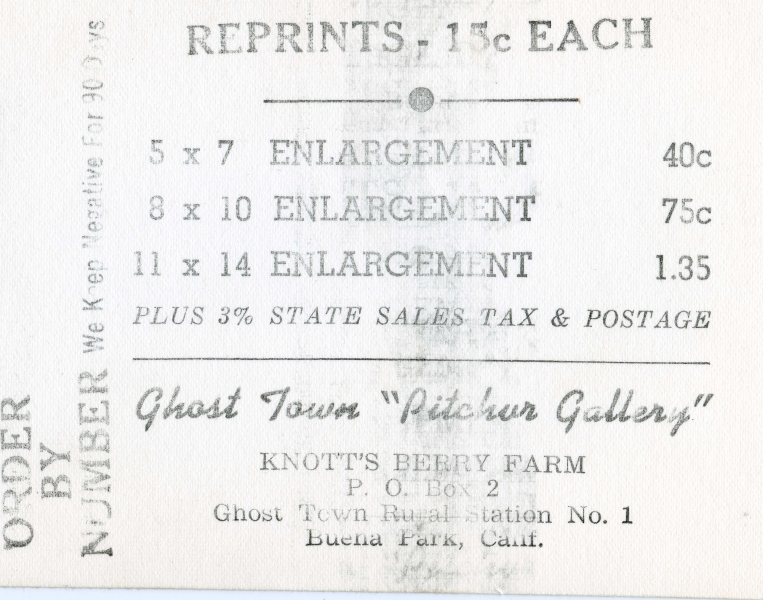 REPRINTS - 15c EACH
5 x 7 ENLARGEMENT 40c
8 x 10 ENLARGEMENT 75c
11 x 14 ENLARGEMENT 1.35
PLUS 3% STATE SALES TAX & POSTAGE
Ghost Town "Pitchur Gallery"
KNOTT'S BERRY FARM
P. O. Box 2
Ghost Town Rural Station No. 1
Buena Park, Calif.
ORDER
BY
NUMBER We Keep Negative For 90 Days